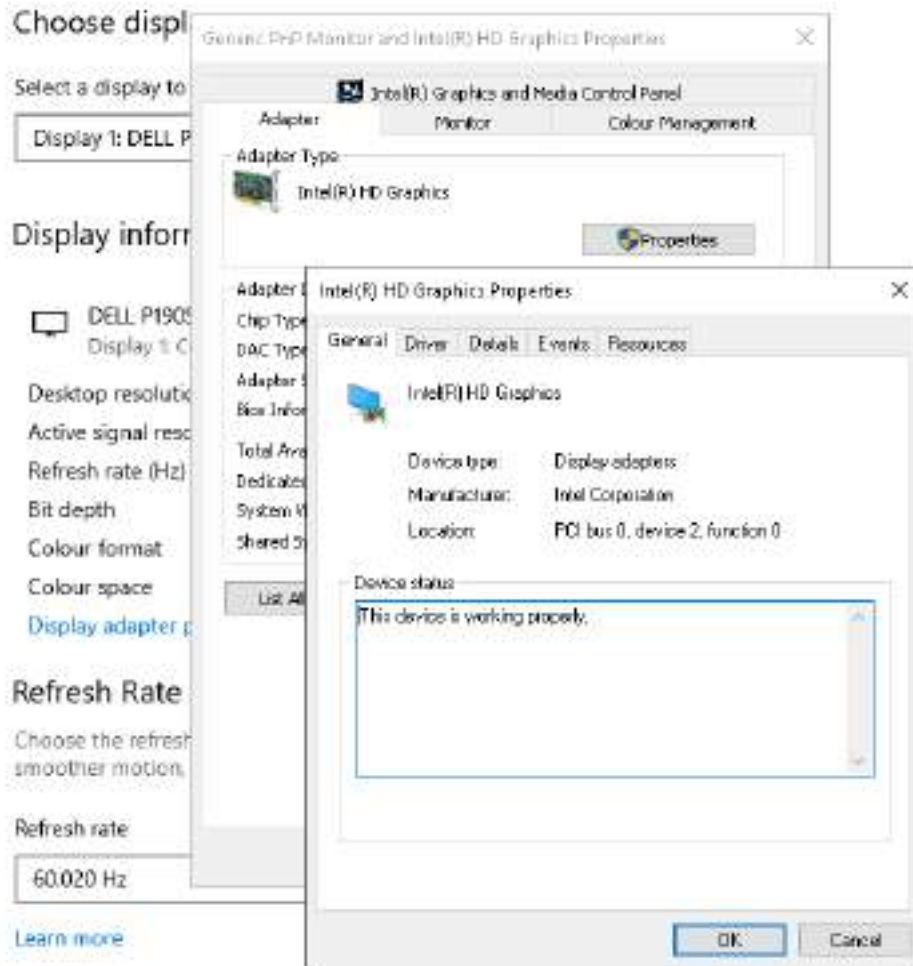 Choose displ
Select a display to
Display 1: DELL P
Display inforr
DELL P190S
Display 1: C
Desktop resolutic
Active signal reso
Refresh rate (Hz)
Bit depth
Colour format
Colour space
Display adapter p
Refresh Rate
Choose the refresh
smoother motion,
Refresh rate
60.020 Hz
Learn more
Generic PnP Monitor and Intel(R) HD Graphics Properties
Intel(R) Graphics and Media Control Panel
Adapter
Monitor
Colour Management
Adapter Type
Intel(R) HD Graphics
Properties
Adapter I
Chip Type
DAC Type
Adapter S
Bios Infor
Total Ava
Dedicated
System V
Shared Sy
List All
Intel(R) HD Graphics Properties
General
Driver
Details
Events
Resources
Intel(R) HD Graphics
Device type:
Display adapters
Manufacturer:
Intel Corporation
Location:
PCI bus 0, device 2, function 0
Device status
This device is working properly.
OK
Cancel